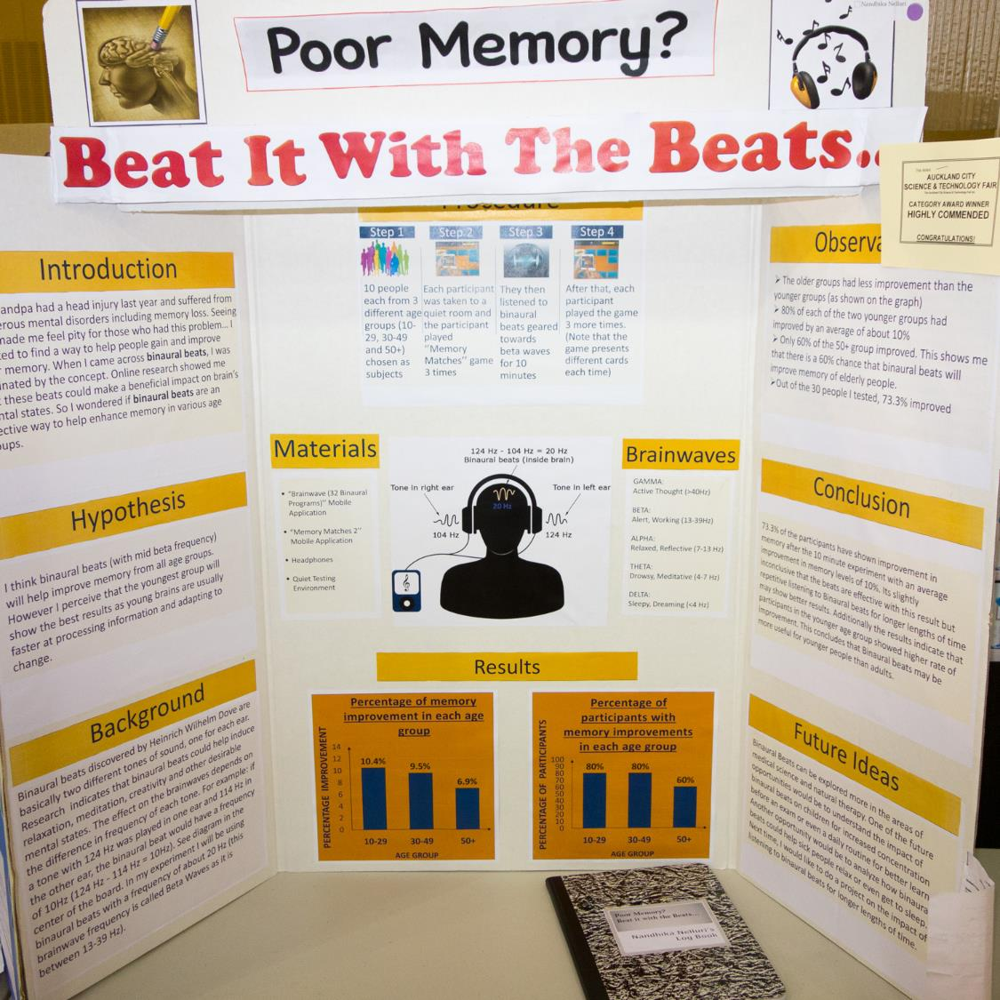 Nandhika Nelluri
Poor Memory?
Beat It With The Beats..
AUCKLAND CITY
SCIENCE & TECHNOLOGY FAIR
CATEGORY AWARD WINNER
HIGHLY COMMENDED
CONGRATULATIONS!
Introduction
had a head injury last year and suffered from
mental disorders including memory loss. Seeing
made me feel pity for those who had this problem... I
to find a way to help people gain and improve
memory. When I came across binaural beats, I was
by the concept. Online research showed me
these beats could make a beneficial impact on brain's
states. So I wondered if binaural beats are an
way to help enhance memory in various age
Hypothesis
I think binaural beats (with mid beta frequency)
will help improve memory from all age groups.
However I perceive that the youngest group will
show the best results as young brains are usually
faster at processing information and adapting to
change.
Background
Binaural beats discovered by Heinrich Wilhelm Dove are
basically two different tones of sound, one for each ear.
Research indicates that binaural beats could help induce
relaxation, meditation, creativity and other desirable
mental states. The effect on the brainwaves depends on
the difference in frequency of each tone. For example: if
a tone with 124 Hz was played in one ear and 114 Hz in
the other ear, the binaural beat would have a frequency
of 10Hz (124 Hz - 114 Hz = 10Hz). See diagram in the
center of the board. In my experiment I will be using
binaural beats with a frequency of about 20 Hz (this
brainwave frequency is called Beta Waves as it is
between 13-39 Hz).
Procedure
Step 1
10 people
each from 3
different age
groups (10-
29, 30-49
and 50+)
chosen as
subjects
Step 2
Each participant
was taken to a
quiet room and
the participant
played
"Memory
Matches" game
3 times
Step 3
They then
listened to
binaural
beats geared
towards
beta waves
for 10
minutes
Step 4
After that, each
participant
played the game
3 more times.
(Note that the
game presents
different cards
each time)
Materials
• "Brainwave (32 Binaural
Programs)" Mobile
Application
• "Memory Matches 2"
Mobile Application
• Headphones
• Quiet Testing
Environment
124 Hz - 104 Hz = 20 Hz
Binaural beats (inside brain)
Tone in right ear
Tone in left ear
20 Hz
104 Hz
124 Hz
Brainwaves
GAMMA:
Active Thought (>40Hz)
BETA:
Alert, Working (13-39Hz)
ALPHA:
Relaxed, Reflective (7-13 Hz)
THETA:
Drowsy, Meditative (4-7 Hz)
DELTA:
Sleepy, Dreaming (<4 Hz)
Results
Percentage of memory
improvement in each age
group
PERCENTAGE IMPROVEMENT
14
12
10
8
6
4
2
0
10.4%
9.5%
6.9%
10-29
30-49
50+
AGE GROUP
Percentage of
participants with
memory improvements
in each age group
PERCENTAGE OF PARTICIPANTS
100
90
80
70
60
50
40
30
20
10
0
80%
80%
60%
10-29
30-49
50+
AGE GROUP
Observa
➢ The older groups had less improvement than the
younger groups (as shown on the graph)
➢ 80% of each of the two younger groups had
improved by an average of about 10%
➢ Only 60% of the 50+ group improved. This shows me
that there is a 60% chance that binaural beats will
improve memory of elderly people.
➢Out of the 30 people I tested, 73.3% improved
Conclusion
73.3% of the participants have shown improvement in
memory after the 10 minute experiment with an average
improvement in memory levels of 10%. Its slightly
inconclusive that the beats are effective with this result but
repetitive listening to Binaural beats for longer lengths of time
may show better results. Additionally the results indicate that
participants in the younger age group showed higher rate of
improvement. This concludes that Binaural beats may be
more useful for younger people than adults.
Future Ideas
Binaural Beats can be explored more in the areas of
medical science and natural therapy. One of the future
opportunities would be to understand the impact of
binaural beats on children for increased concentration
before an exam or even a daily routine for better learn
Another opportunity would be to analyze how binaura
beats could help sick people relax or even get to sleep.
Next time, I would like to do a project on the impact of
listening to binaural beats for longer lengths of time.
Poor Memory?
Beat it with the Beats...
Nandhika Nelluri's
Log Book